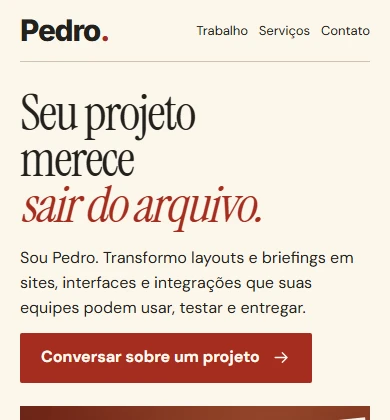 Pedro.
Trabalho Serviços Contato
Seu projeto
merece
sair do arquivo.
Sou Pedro. Transformo layouts e briefings em
sites, interfaces e integrações que suas
equipes podem usar, testar e entregar.
Conversar sobre um projeto →